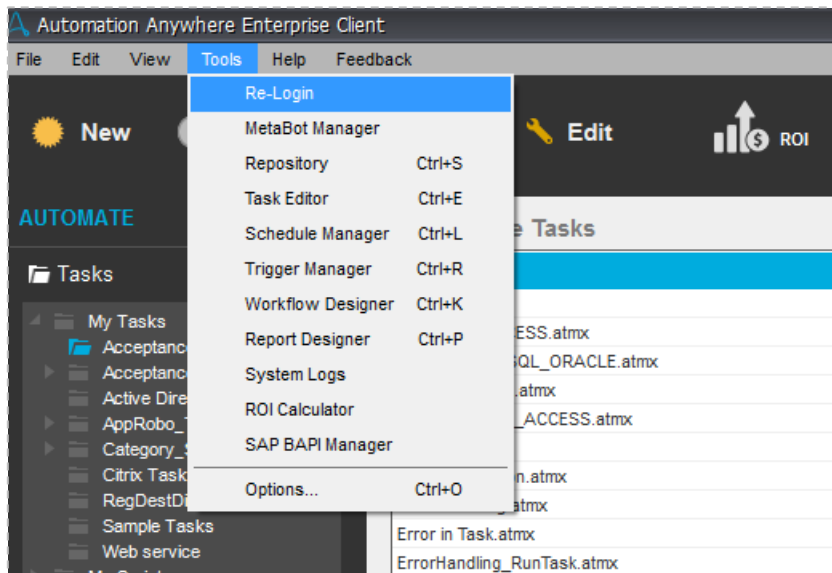 Automation Anywhere Enterprise Client
File Edit View Tools Help Feedback
Re-Login
MetaBot Manager
Repository Ctrl+S
Task Editor Ctrl+E
Schedule Manager Ctrl+L
Trigger Manager Ctrl+R
Workflow Designer Ctrl+K
Report Designer Ctrl+P
System Logs
ROI Calculator
SAP BAPI Manager
Options... Ctrl+O
New Edit ROI
AUTOMATE
Tasks
Tasks
My Tasks
Acceptanc
Acceptanc
Active Dire
AppRobo_
Category_
Citrix Task
RegDestDi
Sample Tasks
Web service
ESS.atmx
QL_ORACLE.atmx
.atmx
_ACCESS.atmx
n.atmx
atmx
Error in Task.atmx
ErrorHandling_RunTask.atmx